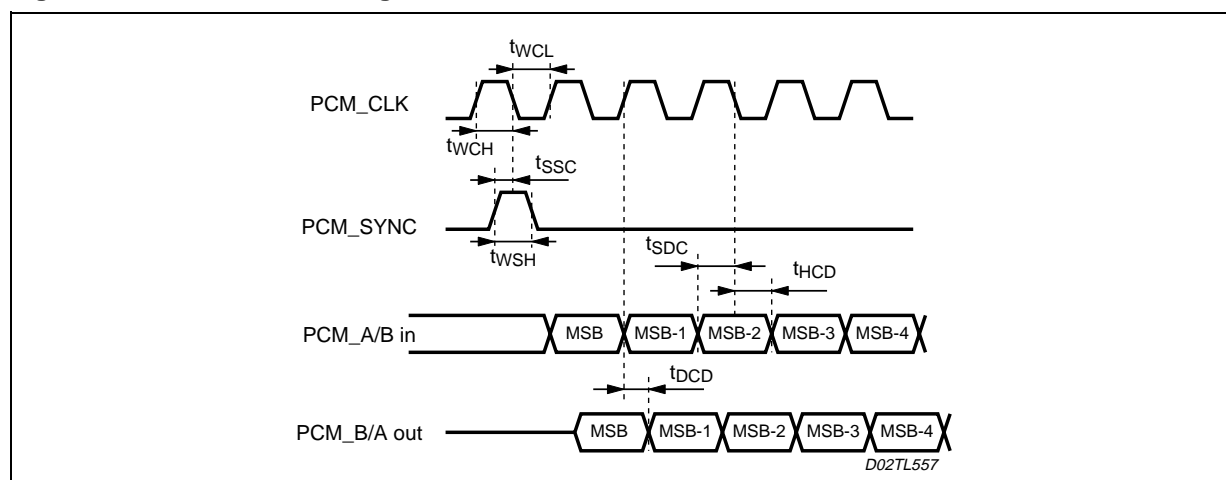 tWCL
PCM_CLK
tWCH
tSSC
PCM_SYNC
tWSH
tSDC
tHCD
PCM_A/B in
MSB MSB-1 MSB-2 MSB-3 MSB-4
tDCD
PCM_B/A out
MSB MSB-1 MSB-2 MSB-3 MSB-4
D02TL557